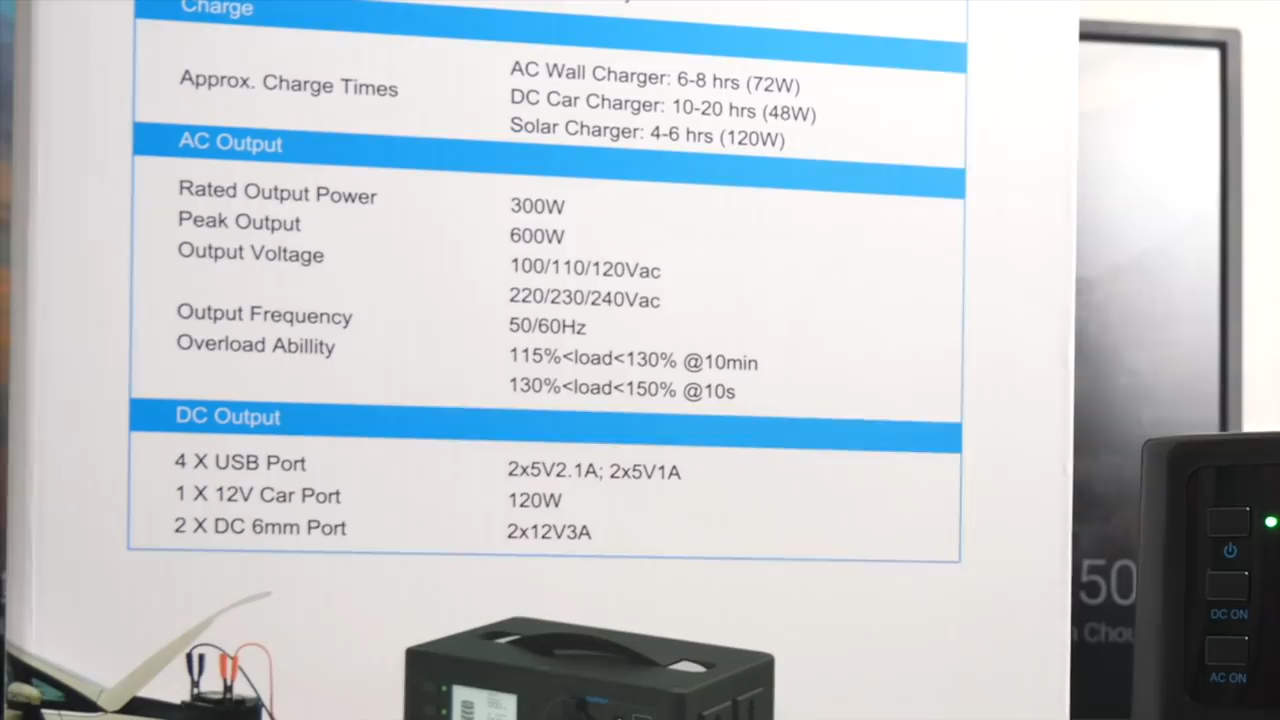 Charge
Approx. Charge Times
AC Wall Charger: 6-8 hrs (72W)
DC Car Charger: 10-20 hrs (48W)
Solar Charger: 4-6 hrs (120W)
AC Output
Rated Output Power 300W
Peak Output 600W
Output Voltage 100/110/120Vac
220/230/240Vac
Output Frequency 50/60Hz
Overload Abillity 115%<load<130% @10min
130%<load<150% @10s
DC Output
4 X USB Port 2x5V2.1A; 2x5V1A
1 X 12V Car Port 120W
2 X DC 6mm Port 2x12V3A
50
Chou
DC ON
AC ON